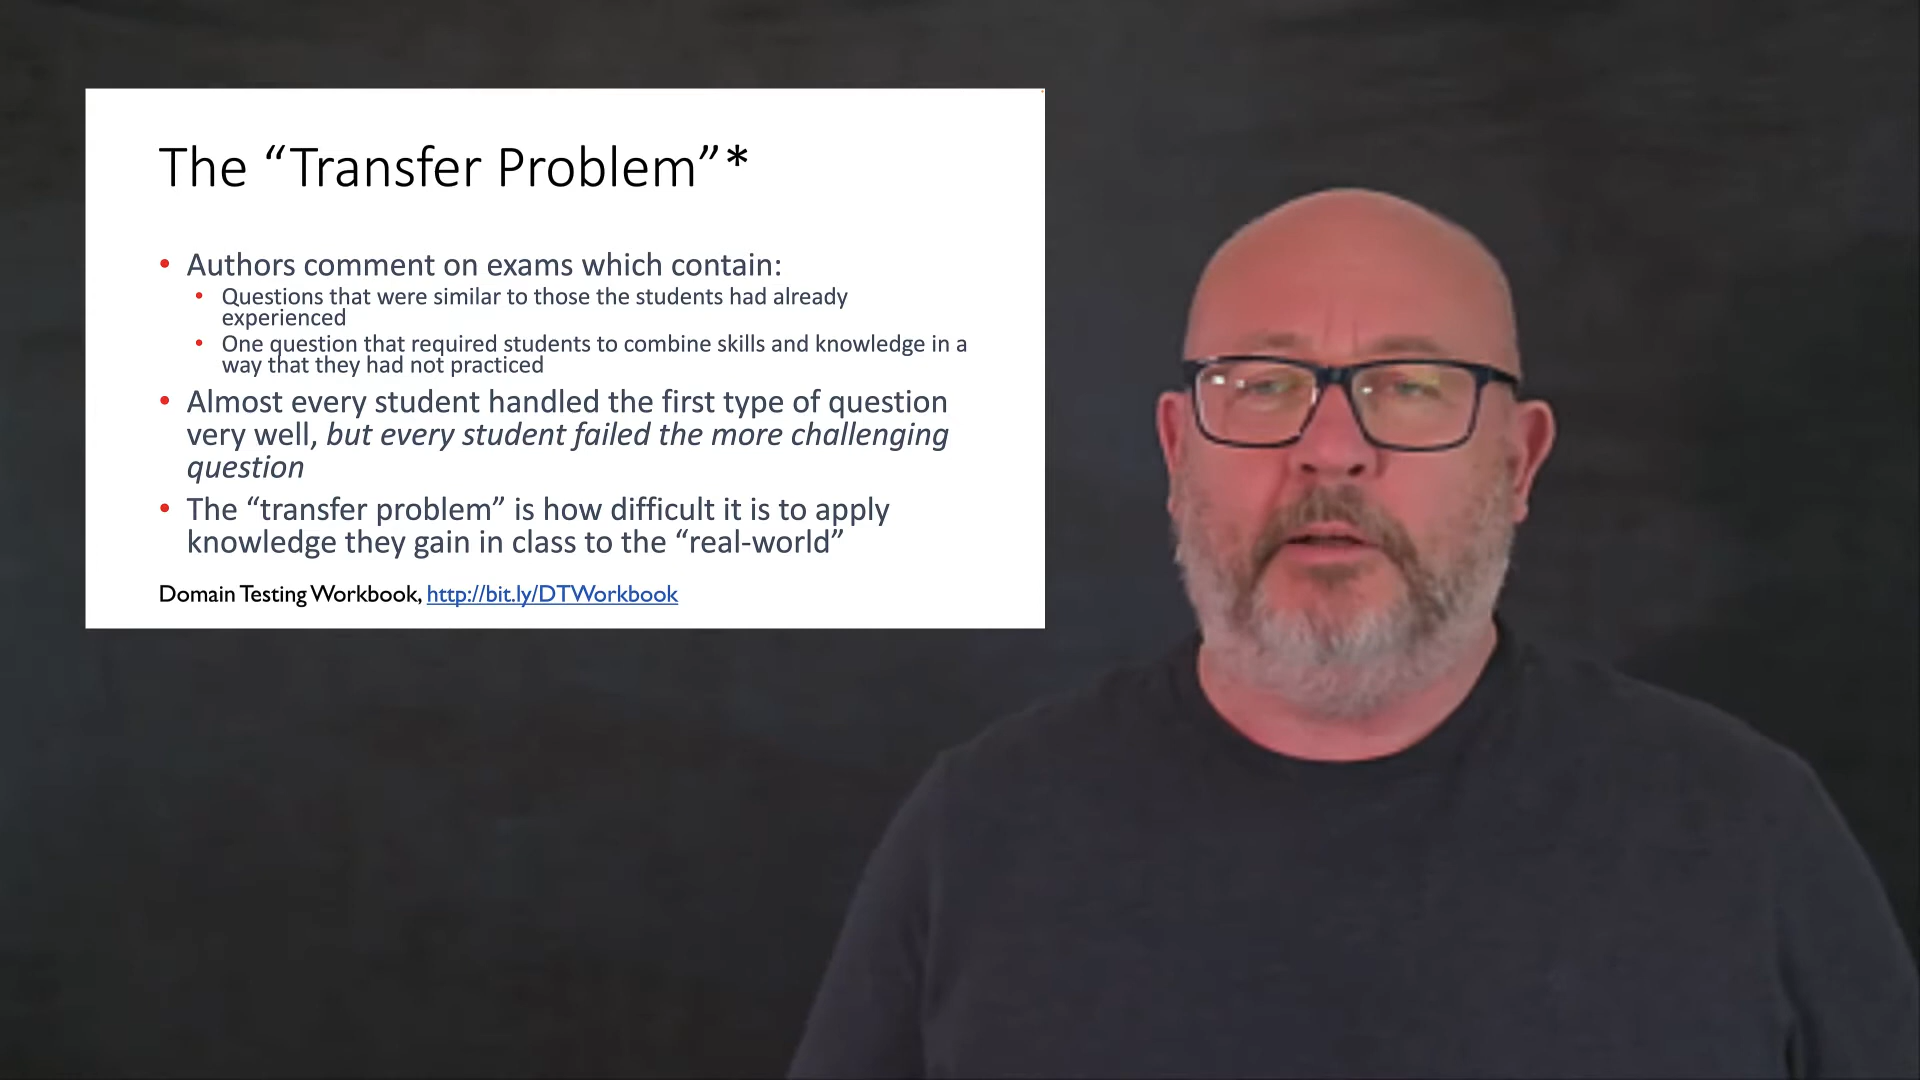 The “Transfer Problem”*
• Authors comment on exams which contain:
• Questions that were similar to those the students had already
experienced
• One question that required students to combine skills and knowledge in a
way that they had not practiced
• Almost every student handled the first type of question
very well, but every student failed the more challenging
question
• The “transfer problem” is how difficult it is to apply
knowledge they gain in class to the “real-world”
Domain Testing Workbook, http://bit.ly/DTWorkbook